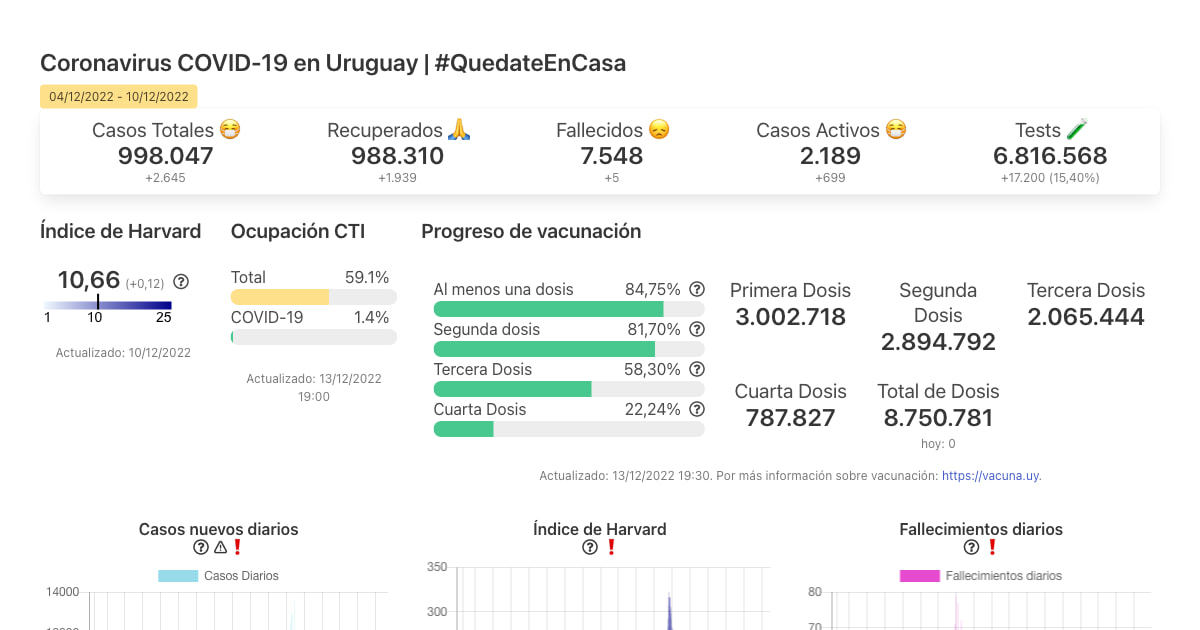 Coronavirus COVID-19 en Uruguay | #QuedateEnCasa
04/12/2022 - 10/12/2022
Casos Totales 😷
998.047
+2.645
Recuperados 🙏
988.310
+1.939
Fallecidos 😞
7.548
+5
Casos Activos 😷
2.189
+699
Tests 🧪
6.816.568
+17.200 (15,40%)
Índice de Harvard
10,66 (+0,12)
1 10 25
Actualizado: 10/12/2022
Ocupación CTI
Total 59.1%
COVID-19 1.4%
Actualizado: 13/12/2022
19:00
Progreso de vacunación
Al menos una dosis 84,75%
Segunda dosis 81,70%
Tercera Dosis 58,30%
Cuarta Dosis 22,24%
Primera Dosis
3.002.718
Segunda
Dosis
2.894.792
Tercera Dosis
2.065.444
Cuarta Dosis
787.827
Total de Dosis
8.750.781
hoy: 0
Actualizado: 13/12/2022 19:30. Por más información sobre vacunación: https://vacuna.uy.
Casos nuevos diarios
❗
Casos Diarios
14000
Índice de Harvard
❗
350
300
Fallecimientos diarios
❗
Fallecimientos diarios
80
70